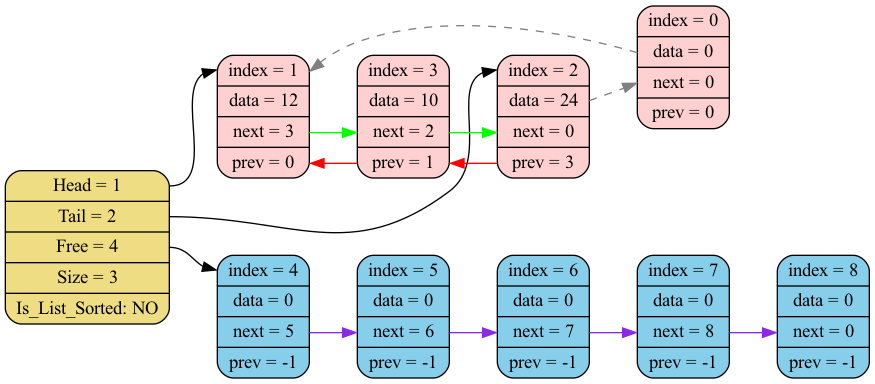 index = 0
data = 0
next = 0
prev = 0
index = 1
data = 12
next = 3
prev = 0
index = 3
data = 10
next = 2
prev = 1
index = 2
data = 24
next = 0
prev = 3
Head = 1
Tail = 2
Free = 4
Size = 3
Is_List_Sorted: NO
index = 4
data = 0
next = 5
prev = -1
index = 5
data = 0
next = 6
prev = -1
index = 6
data = 0
next = 7
prev = -1
index = 7
data = 0
next = 8
prev = -1
index = 8
data = 0
next = 0
prev = -1